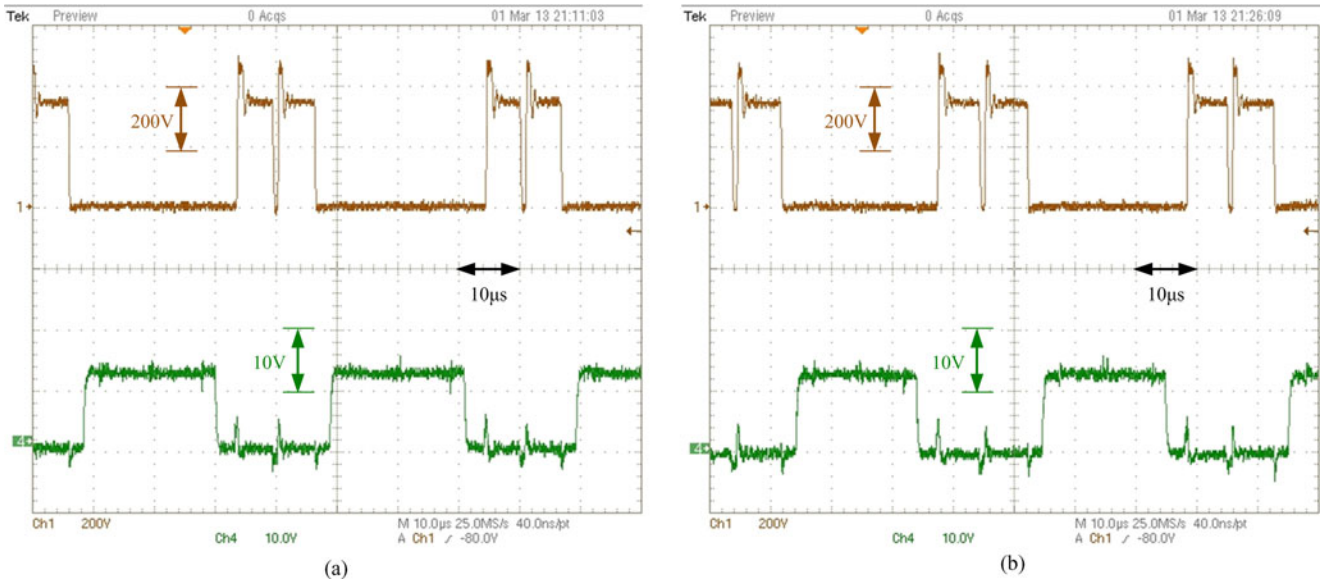 Tek Preview 0 Acqs 01 Mar 13 21:11:03
200V
1
10µs
10V
4
Ch1 200V M 10.0µs 25.0MS/s 40.0ns/pt
Ch4 10.0V A Ch1 -80.0V
(a)
Tek Preview 0 Acqs 01 Mar 13 21:26:09
200V
1
10µs
10V
4
Ch1 200V M 10.0µs 25.0MS/s 40.0ns/pt
Ch4 10.0V A Ch1 -80.0V
(b)